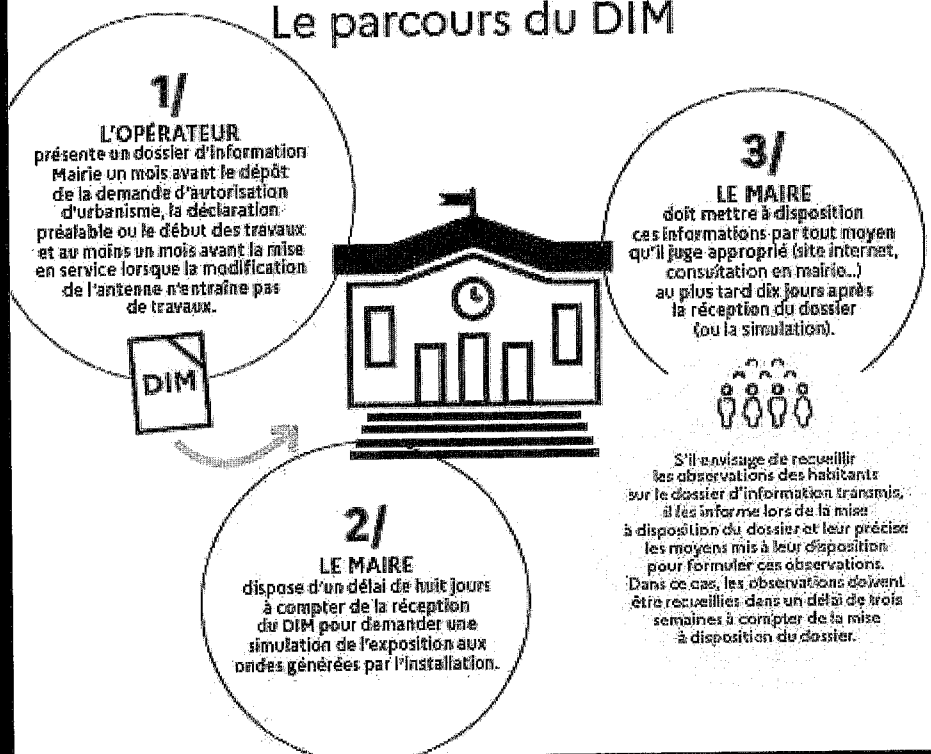 Le parcours du DIM
1/
L'OPÉRATEUR
présente un dossier d'Information
Mairie un mois avant le dépôt
de la demande d'autorisation
d'urbanisme, la déclaration
préalable ou le début des travaux
et au moins un mois avant la mise
en service lorsque la modification
de l'antenne n'entraîne pas
de travaux.
DIM
2/
LE MAIRE
dispose d'un délai de huit jours
à compter de la réception
du DIM pour demander une
simulation de l'exposition aux
ondes générées par l'installation.
3/
LE MAIRE
doit mettre à disposition
ces informations par tout moyen
qu'il juge approprié (site internet,
consultation en mairie...)
au plus tard dix jours après
la réception du dossier
(ou la simulation).
S'il envisage de recueillir
les observations des habitants
sur le dossier d'information transmis,
il les informe lors de la mise
à disposition du dossier et leur précise
les moyens mis à leur disposition
pour formuler ces observations.
Dans ce cas, les observations doivent
être recueillies dans un délai de trois
semaines à compter de la mise
à disposition du dossier.